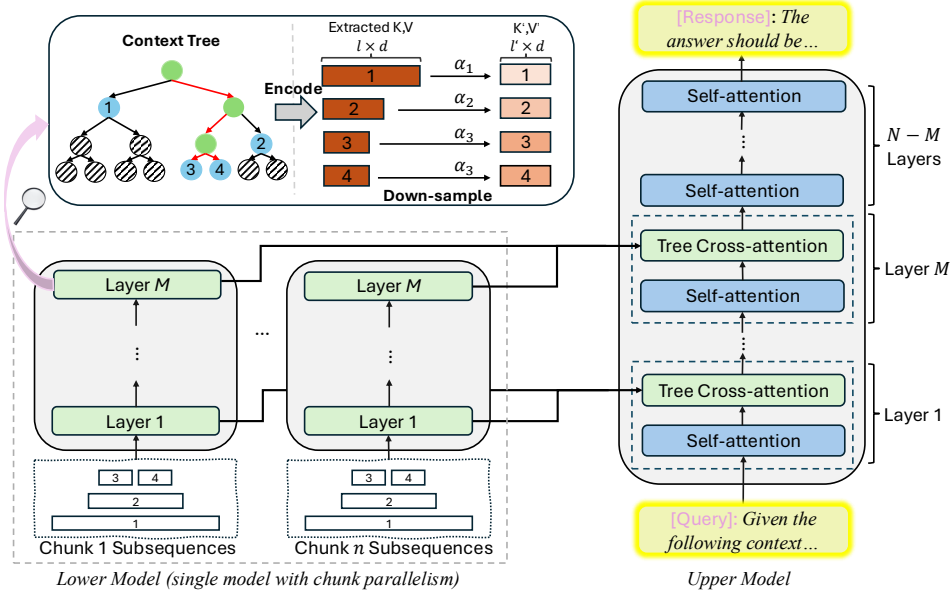 Context Tree
1
2
3
4
Encode
Extracted K,V
l × d
K‘,V’
l‘ × d
1
α₁
1
2
α₂
2
3
α₃
3
4
α₃
4
Down-sample
[Response]: The
answer should be…
Self-attention
⋮
Self-attention
N − M
Layers
Tree Cross-attention
Self-attention
Layer M
⋮
Tree Cross-attention
Self-attention
Layer 1
[Query]: Given the
following context…
Upper Model
Layer M
⋮
Layer 1
3 4
2
1
Chunk 1 Subsequences
...
Layer M
⋮
Layer 1
3 4
2
1
Chunk n Subsequences
Lower Model (single model with chunk parallelism)